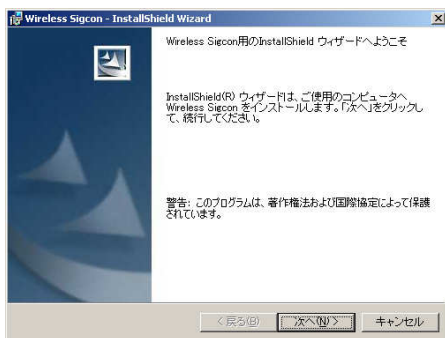 Wireless Sigcon - InstallShield Wizard
Wireless Sigcon用のInstallShield ウィザードへようこそ
InstallShield(R) ウィザードは、ご使用のコンピュータへ
Wireless Sigcon をインストールします。「次へ」をクリックし
て、続行してください。
警告: このプログラムは、著作権法および国際協定によって保護
されています。
< 戻る(B)
次へ(N) >
キャンセル